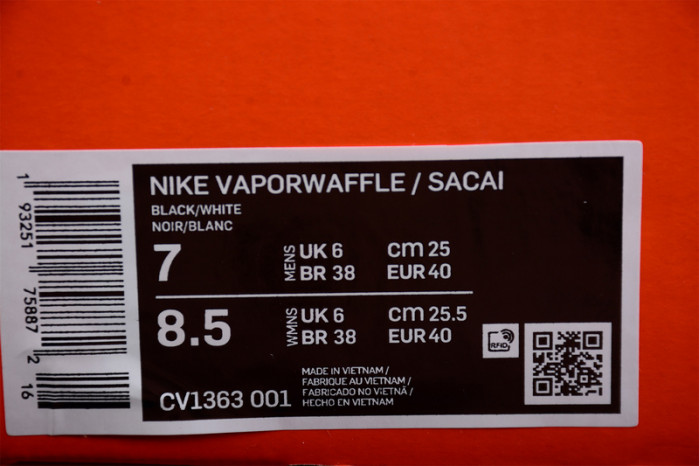 NIKE VAPORWAFFLE / SACAI
BLACK/WHITE
NOIR/BLANC
7 MENS UK 6 cm 25
BR 38 EUR 40
8.5 WMNS UK 6 cm 25.5
BR 38 EUR 40
RFID
CV1363 001
MADE IN VIETNAM /
FABRIQUE AU VIETNAM /
FABRICADO NO VIETNÃ /
HECHO EN VIETNAM
1 93251 75887 2 16